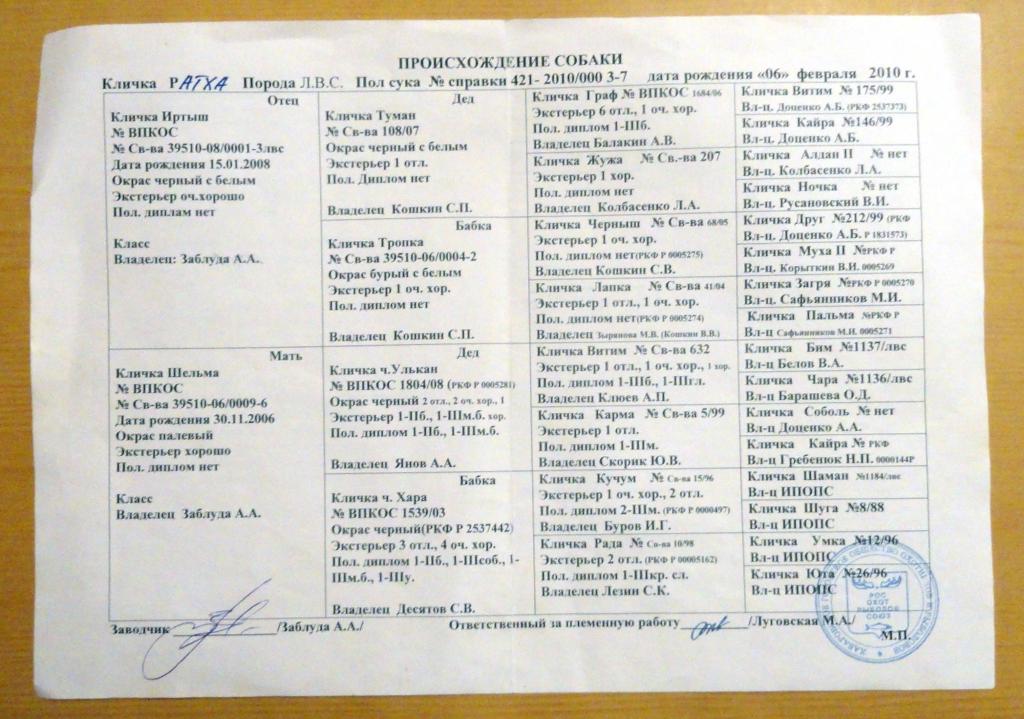 ПРОИСХОЖДЕНИЕ СОБАКИ
Кличка РАТХА Порода Л.В.С. Пол сука № справки 421- 2010/000 3-7 дата рождения «06» февраля 2010 г.
Отец
Кличка Иртыш
№ ВПКОС
№ Св-ва 39510-08/0001-3лвс
Дата рождения 15.01.2008
Окрас черный с белым
Экстерьер оч.хорошо
Пол. диплам нет
Класс
Владелец: Заблуда А.А.
Мать
Кличка Шельма
№ ВПКОС
№ Св-ва 39510-06/0009-6
Дата рождения 30.11.2006
Окрас палевый
Экстерьер хорошо
Пол. диплом нет
Класс
Владелец Заблуда А.А.
Дед
Кличка Туман
№ Св-ва 108/07
Окрас черный с белым
Экстерьер 1 отл.
Пол. Диплом нет
Владелец Кошкин С.П.
Бабка
Кличка Тропка
№ Св-ва 39510-06/0004-2
Окрас бурый с белым
Экстерьер 1 оч. хор.
Пол. диплом нет
Владелец Кошкин С.П.
Дед
Кличка ч.Улькан
№ ВПКОС 1804/08 (РКФ Р 0005281)
Окрас черный 2 отл., 2 оч. хор., 1
Экстерьер 1-IIб., 1-IIIм.б. хор.
Пол. диплом 1-IIб., 1-IIIм.б.
Владелец Янов А.А.
Бабка
Кличка ч. Хара
№ ВПКОС 1539/03
Окрас черный(РКФ Р 2537442)
Экстерьер 3 отл., 4 оч. хор.
Пол. диплом 1-IIб., 1-IIIсоб., 1-
IIIм.б., 1-IIIу.
Владелец Десятов С.В.
Кличка Граф № ВПКОС 1684/06
Экстерьер 6 отл., 1 оч. хор.
Пол. диплом 1-IIIб.
Владелец Балакин А.В.
Кличка Жужа № Св.-ва 207
Экстерьер 1 хор.
Пол. диплом нет
Владелец Колбасенко Л.А.
Кличка Черныш № Св-ва 68/05
Экстерьер 1 оч. хор.
Пол. диплом нет(РКФ Р 0005275)
Владелец Кошкин С.В.
Кличка Лапка № Св-ва 41/04
Экстерьер 1 отл., 1 оч. хор.
Пол. диплом нет(РКФ Р 0005274)
Владелец Зырянова М.В. (Кошкин В.В.)
Кличка Витим № Св-ва 632
Экстерьер 1 отл., 1 оч. хор., 1 хор.
Пол. диплом 1-IIIб., 1-IIIгл.
Владелец Клюев А.П.
Кличка Карма № Св-ва 5/99
Экстерьер 1 отл.
Пол. диплом 1-IIIм.
Владелец Скорик Ю.В.
Кличка Кучум № Св-ва 15/96
Экстерьер 1 оч. хор., 2 отл.
Пол. диплом 2-IIIм. (РКФ Р 0000497)
Владелец Буров И.Г.
Кличка Рада № Св-ва 10/98
Экстерьер 2 отл. (РКФ Р 00005162)
Пол. диплом 1-IIIкр. сл.
Владелец Лезин С.К.
Кличка Витим № 175/99
Вл-ц. Доценко А.Б. (РКФ 2537373)
Кличка Кайра №146/99
Вл-ц. Доценко А.Б.
Кличка Алдан II № нет
Вл-ц. Колбасенко Л.А.
Кличка Ночка № нет
Вл-ц. Русановский В.И.
Кличка Друг №212/99 (РКФ
Вл-ц. Доценко А.Б. Р 1831573)
Кличка Муха II №РКФ Р
Вл-ц. Корыткин В.И. 0005269
Кличка Загря №РКФ Р 0005270
Вл-ц. Сафьянников М.И.
Кличка Пальма №РКФ Р
Вл-ц Сафьянников М.И. 0005271
Кличка Бим №1137/лвс
Вл-ц Белов В.А.
Кличка Чара №1136/лвс
Вл-ц Барашева О.Д.
Кличка Соболь № нет
Вл-ц Доценко А.А.
Кличка Кайра № РКФ
Вл-ц Гребенюк Н.П. 0000144Р
Кличка Шаман №1184/лвс
Вл-ц ИПОПС
Кличка Шуга №8/88
Вл-ц ИПОПС
Кличка Умка №12/96
Вл-ц ИПОПС
Кличка Юта №26/96
Вл-ц ИПОПС
Заводчик /Заблуда А.А./ Ответственный за племенную работу /Луговская М.А./
М.П.
РОС
ОХОТ
РЫБОЛОВ
СОЮЗ